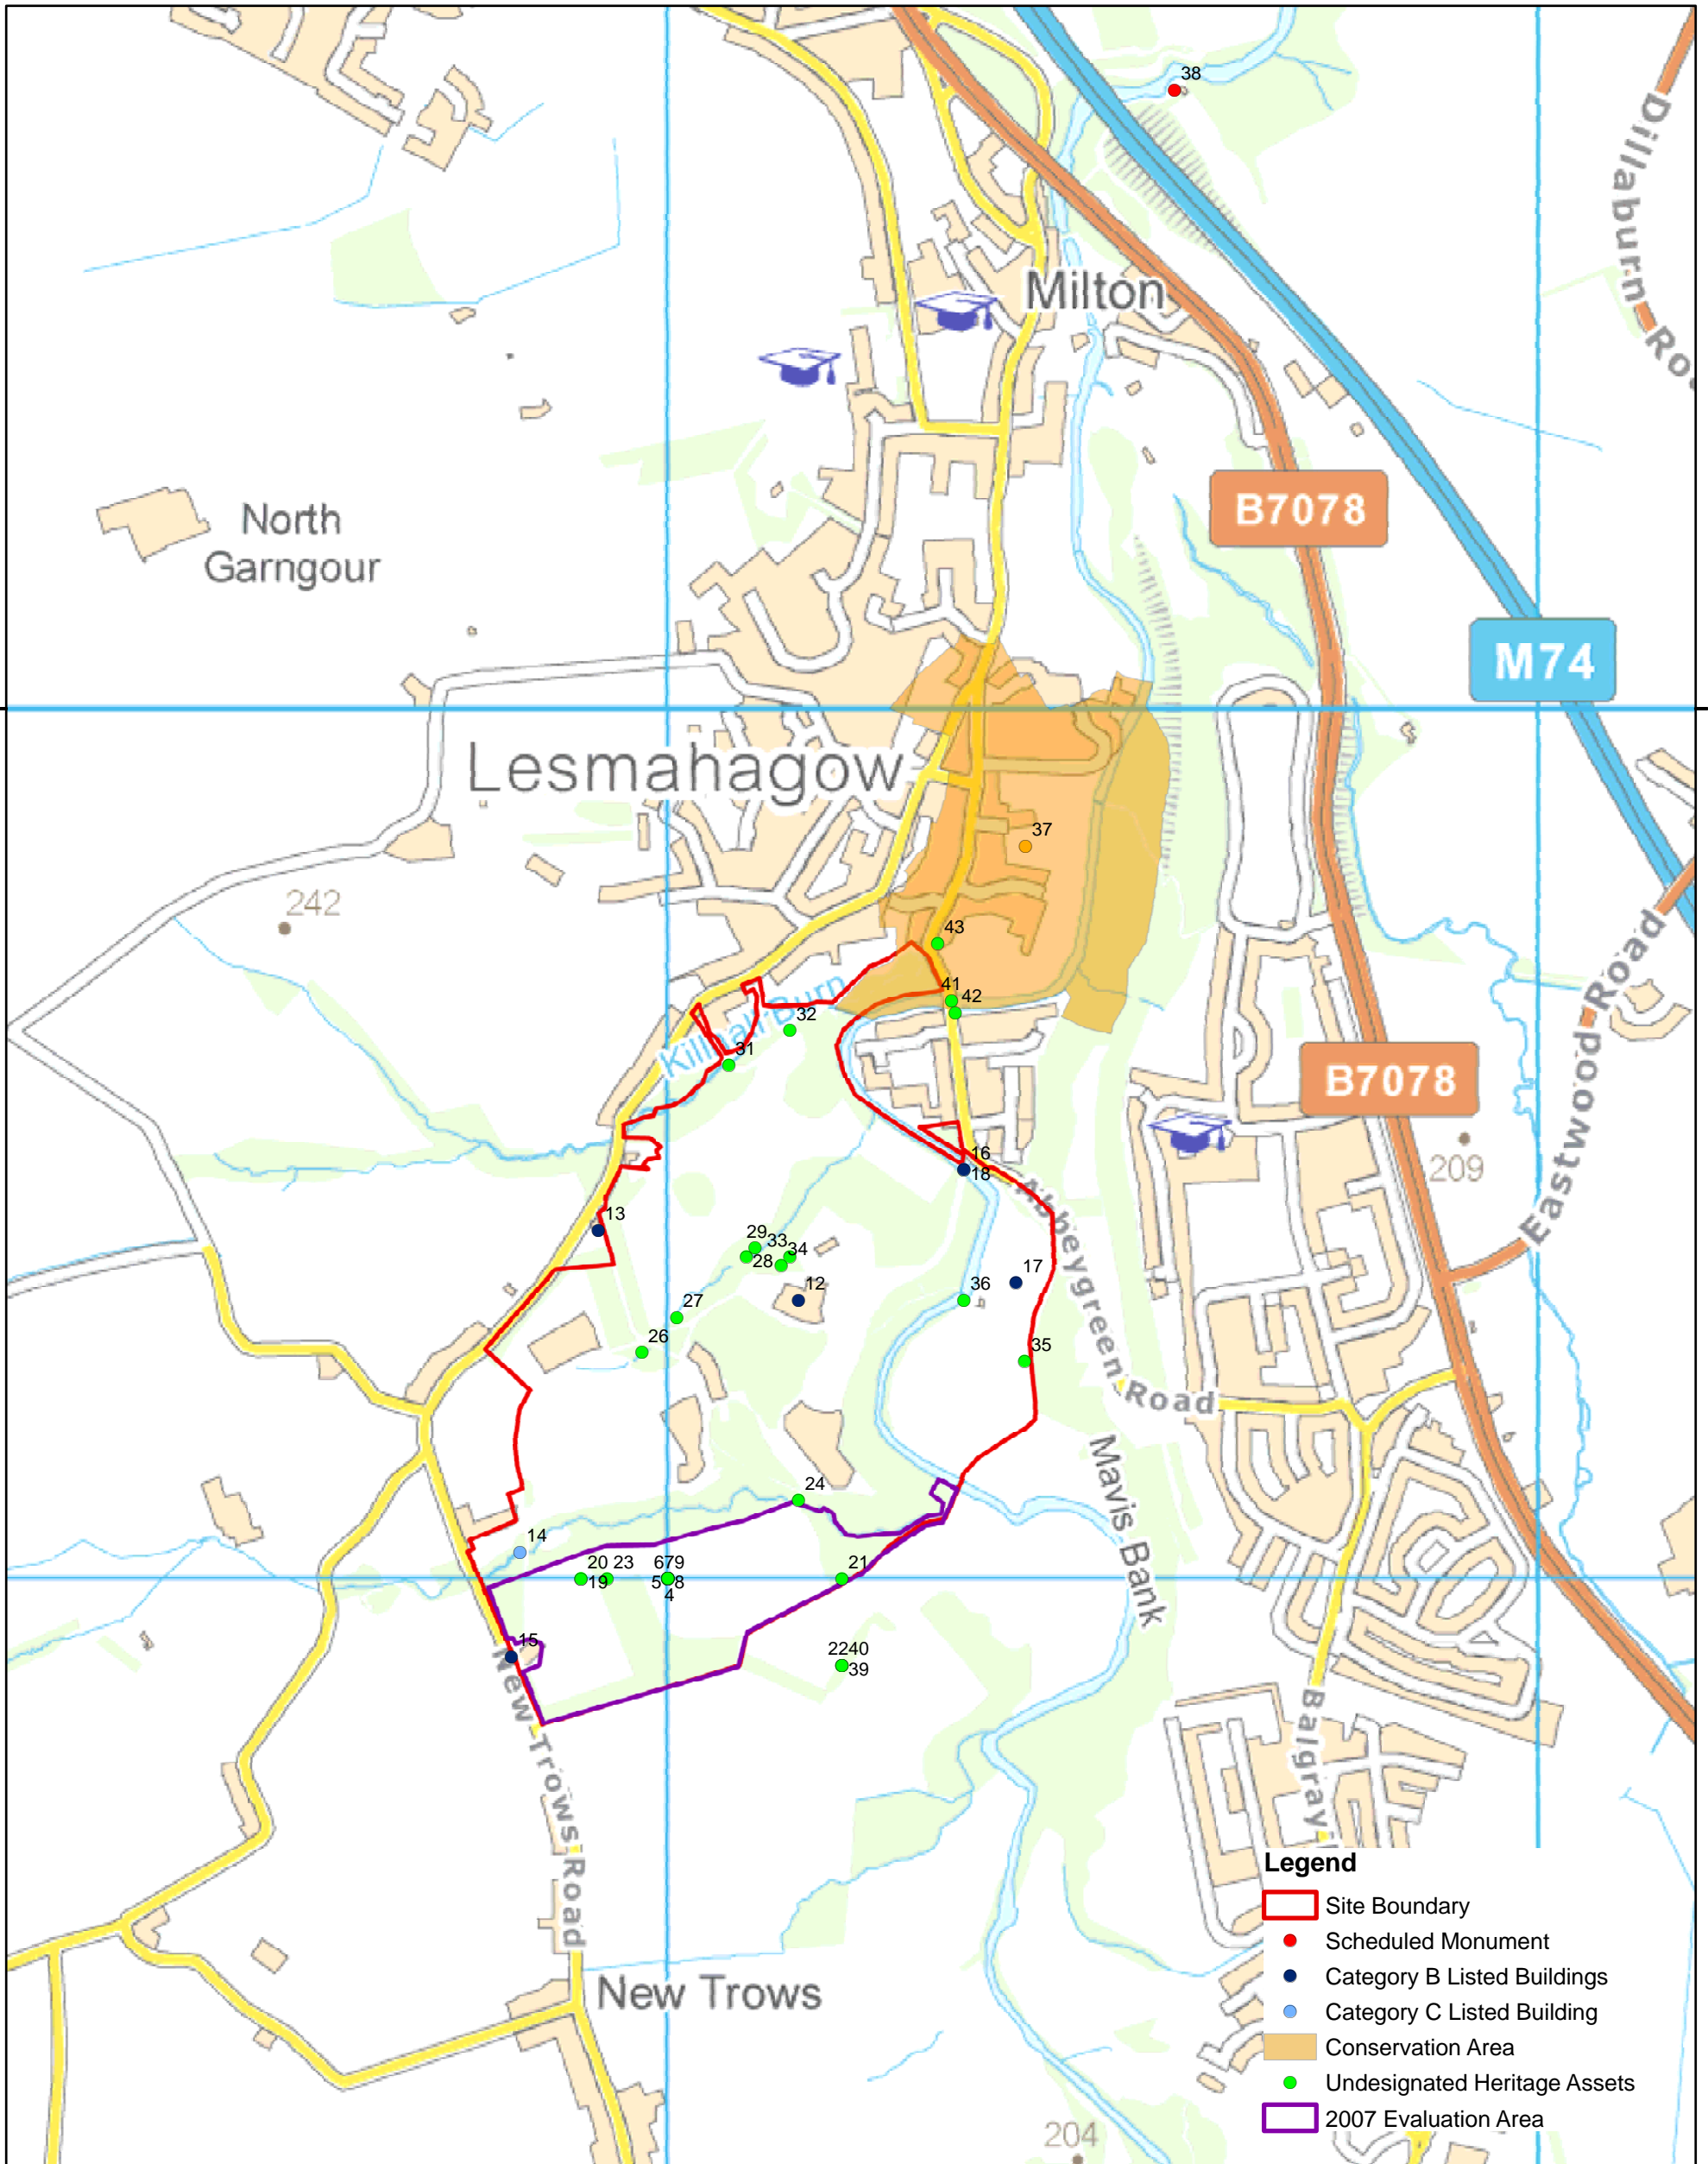 38
Dillaburn Ro
Milton
B7078
North
Garngour
M74
Lesmahagow
37
242
43
41
42
Killhall Burn
32
31
Eastwood Road
B7078
16
18
209
13
Abbeygreen Road
29
33
34
28
12
17
36
27
26
35
Mavis Bank
24
14
20
23
679
19
5
8
4
21
15
2240
39
New Trows Road
Balgray
New Trows
204
Legend
Site Boundary
Scheduled Monument
Category B Listed Buildings
Category C Listed Building
Conservation Area
Undesignated Heritage Assets
2007 Evaluation Area